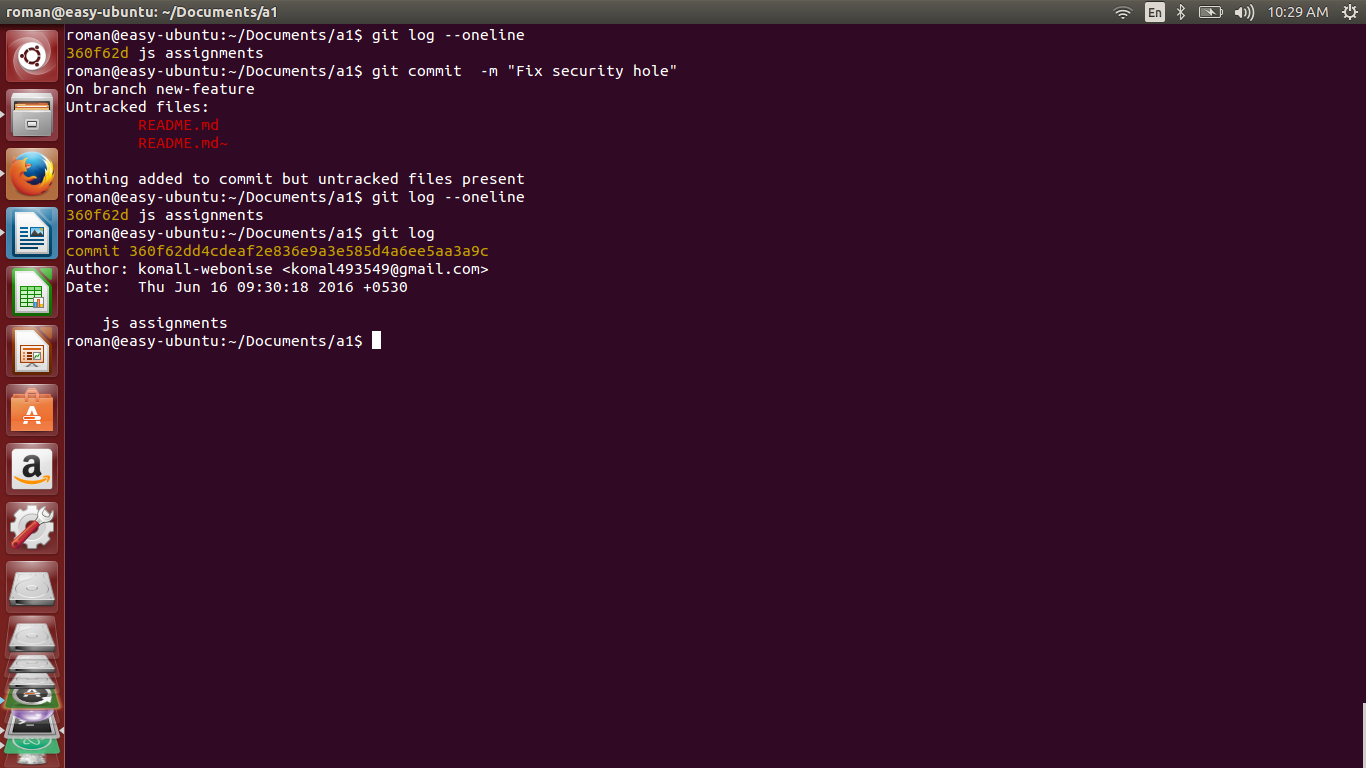 roman@easy-ubuntu: ~/Documents/a1
En
10:29 AM
roman@easy-ubuntu:~/Documents/a1$ git log --oneline
360f62d js assignments
roman@easy-ubuntu:~/Documents/a1$ git commit  -m "Fix security hole"
On branch new-feature
Untracked files:
        README.md
        README.md~
nothing added to commit but untracked files present
roman@easy-ubuntu:~/Documents/a1$ git log --oneline
360f62d js assignments
roman@easy-ubuntu:~/Documents/a1$ git log
commit 360f62dd4cdeaf2e836e9a3e585d4a6ee5aa3a9c
Author: komall-webonise <komal493549@gmail.com>
Date:   Thu Jun 16 09:30:18 2016 +0530
    js assignments
roman@easy-ubuntu:~/Documents/a1$